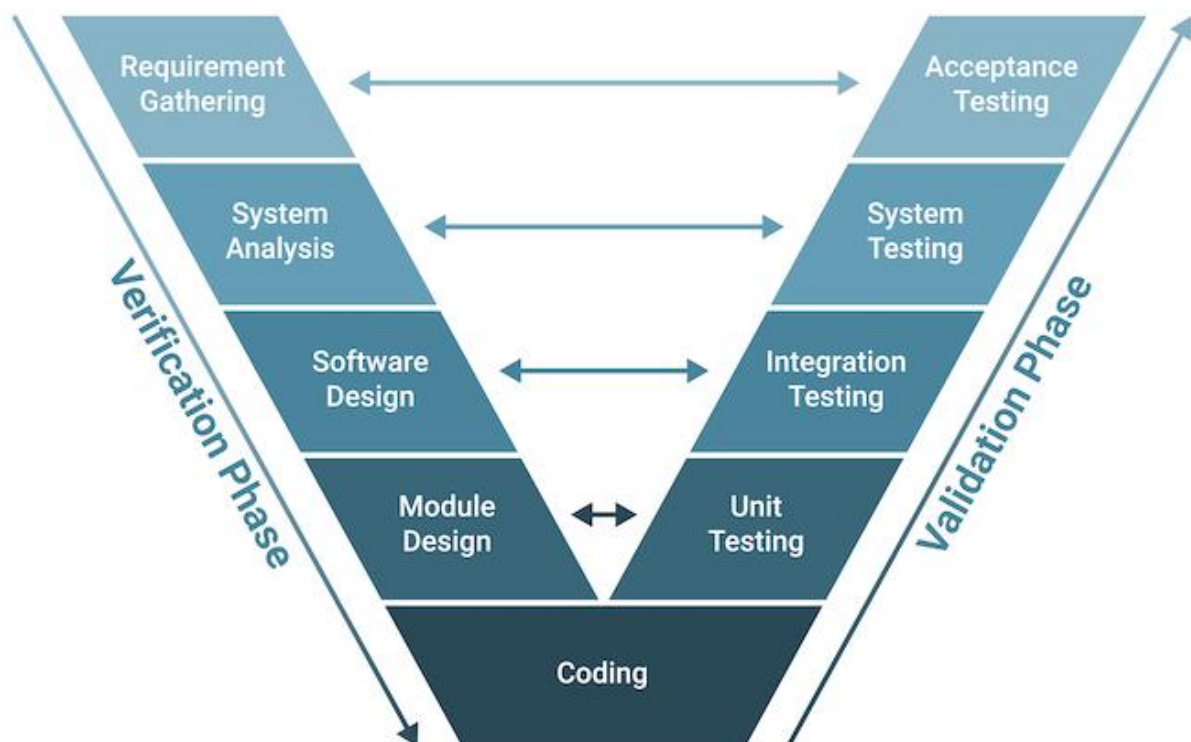 Requirement
Gathering
Acceptance
Testing
System
Analysis
System
Testing
Software
Design
Integration
Testing
Module
Design
Unit
Testing
Coding
Verification Phase
Validation Phase